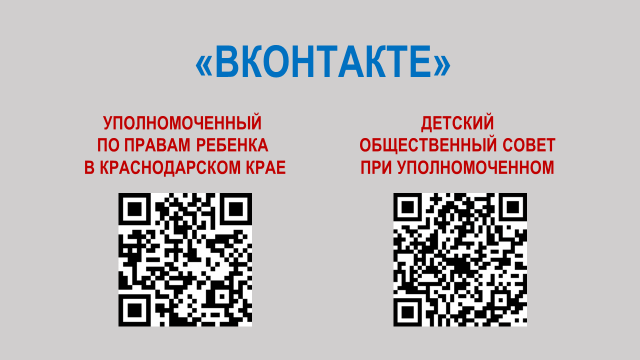 «ВКОНТАКТЕ»
УПОЛНОМОЧЕННЫЙ
ПО ПРАВАМ РЕБЕНКА
В КРАСНОДАРСКОМ КРАЕ
ДЕТСКИЙ
ОБЩЕСТВЕННЫЙ СОВЕТ
ПРИ УПОЛНОМОЧЕННОМ